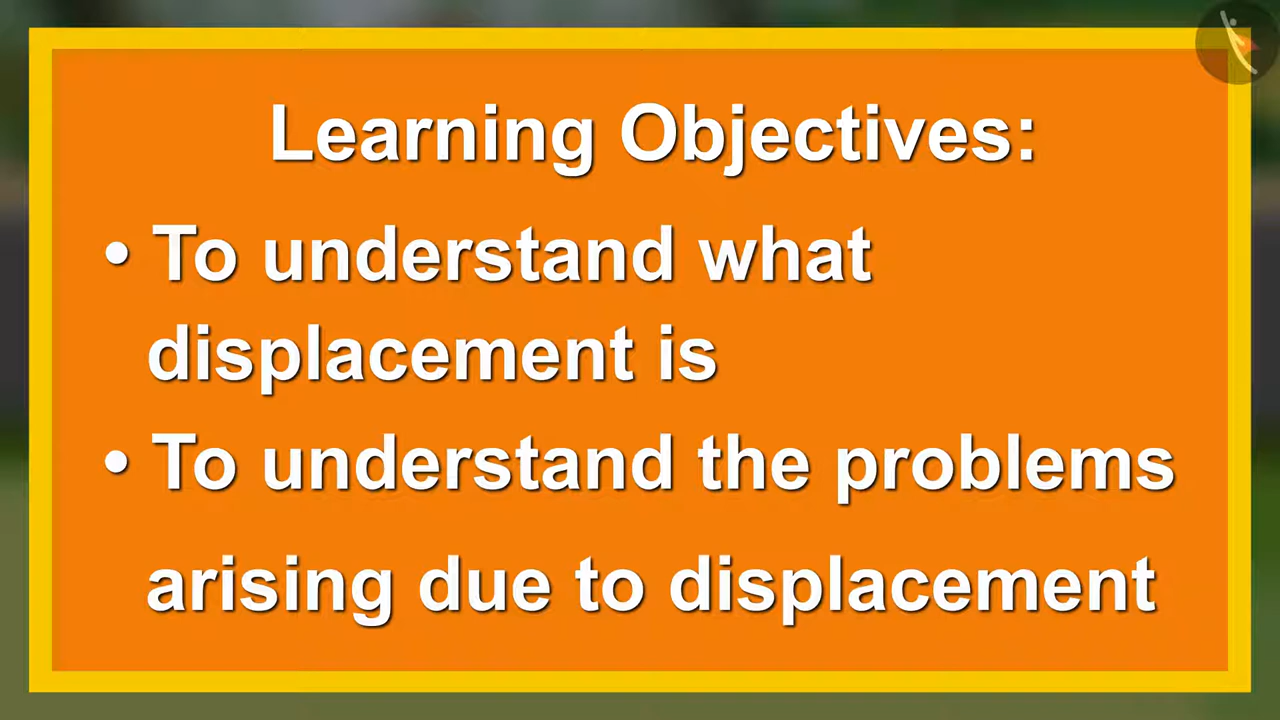 Learning Objectives:
• To understand what
displacement is
• To understand the problems
arising due to displacement